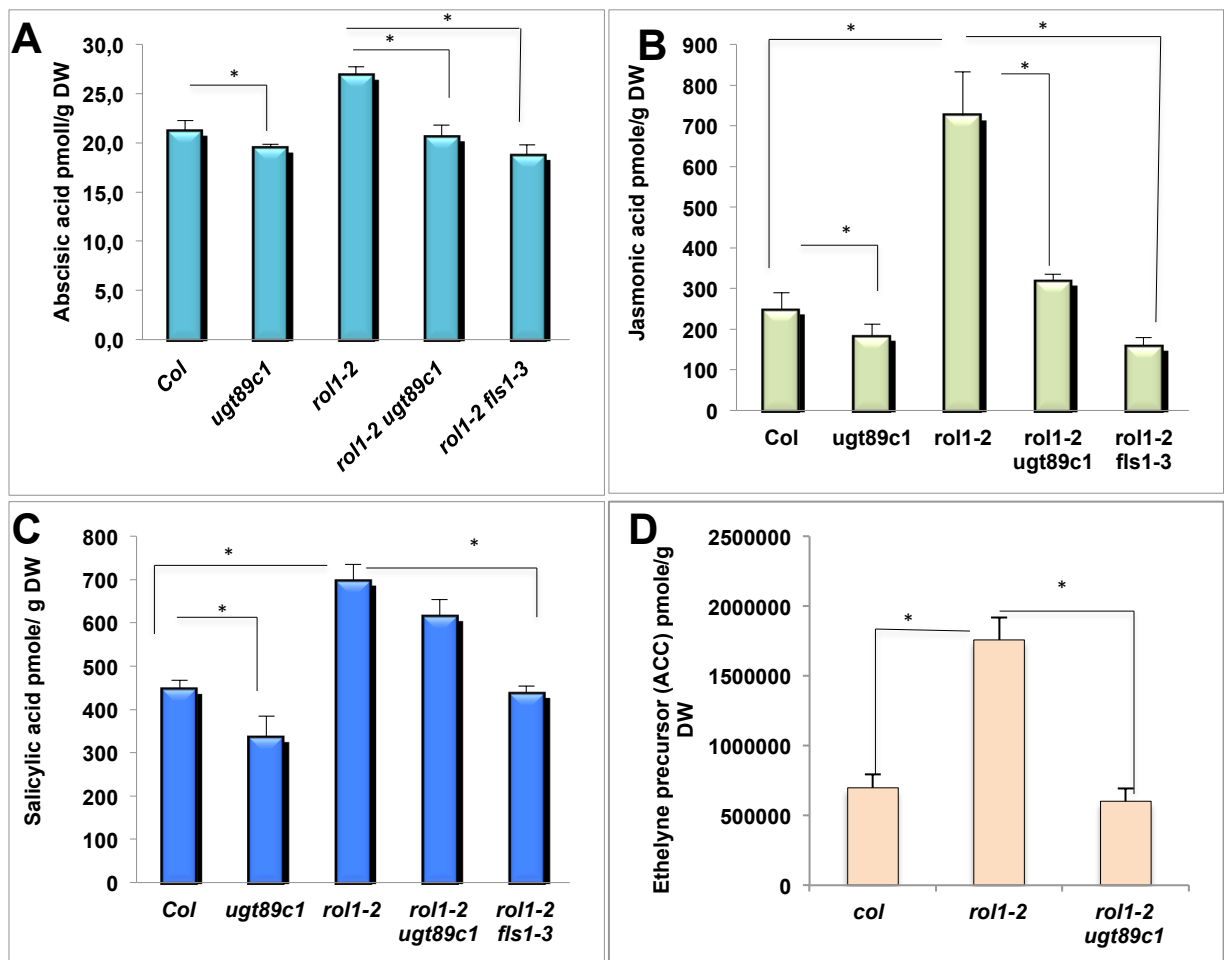 A
Abscisic acid pmoll/g DW
30,0
25,0
20,0
15,0
10,0
5,0
0,0
*
*
*
Col
ugt89c1
rol1-2
rol1-2 ugt89c1
rol1-2 fls1-3
B
Jasmonic acid pmole/g DW
900
800
700
600
500
400
300
200
100
0
*
*
*
*
Col
ugt89c1
rol1-2
rol1-2
ugt89c1
rol1-2
fls1-3
C
Salicylic acid pmole/ g DW
800
700
600
500
400
300
200
100
0
*
*
*
Col
ugt89c1
rol1-2
rol1-2
ugt89c1
rol1-2
fls1-3
D
Ethelyne precursor (ACC) pmole/g
DW
2500000
2000000
1500000
1000000
500000
0
*
*
col
rol1-2
rol1-2
ugt89c1